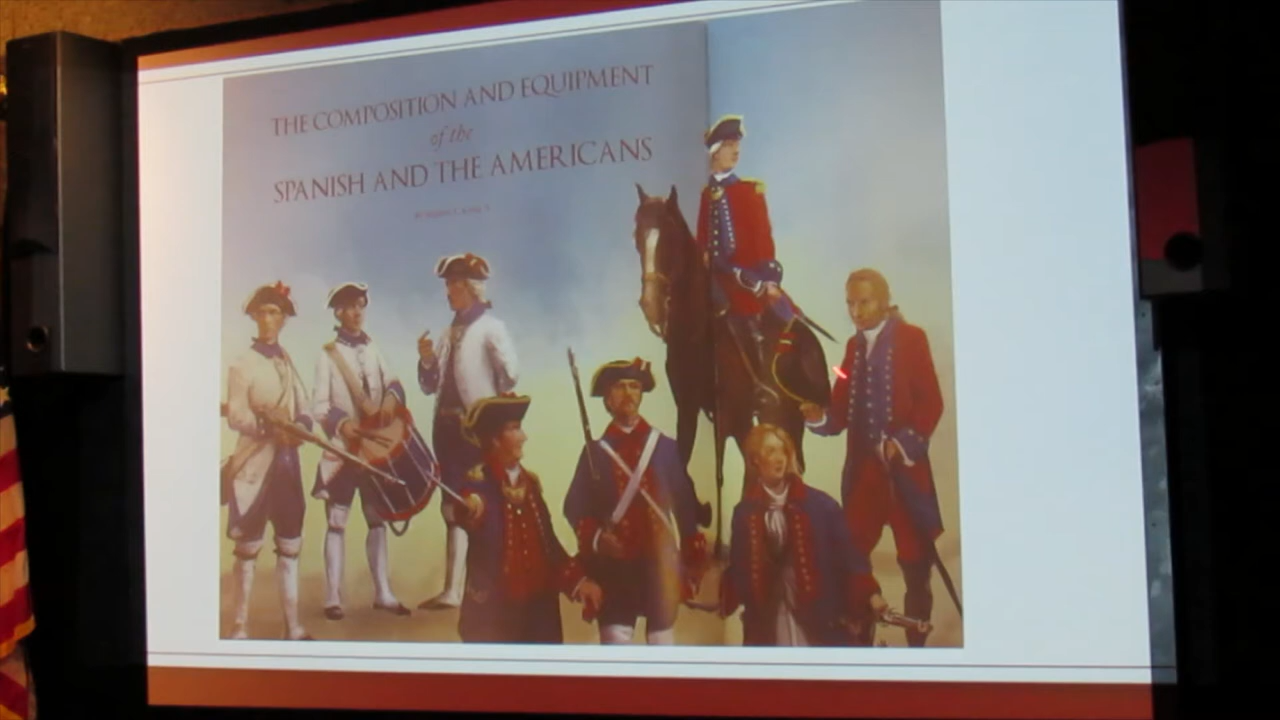 THE COMPOSITION AND EQUIPMENT
of the
SPANISH AND THE AMERICANS